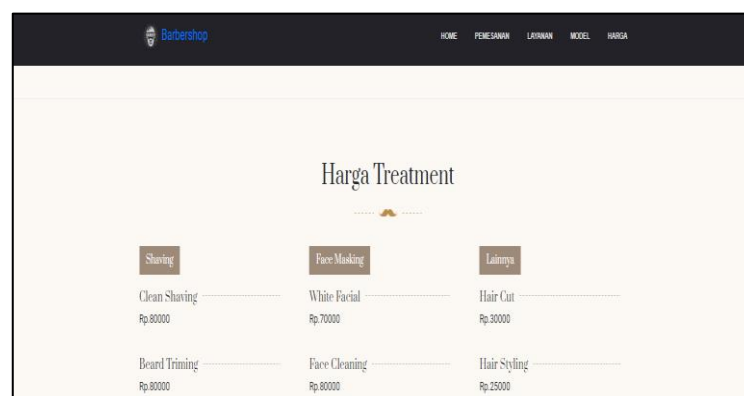 Barbershop
HOME PEMESANAN LAYANAN MODEL HARGA
Harga Treatment
Shaving
Clean Shaving
Rp.80000
Beard Triming
Rp.80000
Face Masking
White Facial
Rp.70000
Face Cleaning
Rp.80000
Lainnya
Hair Cut
Rp.30000
Hair Styling
Rp.25000